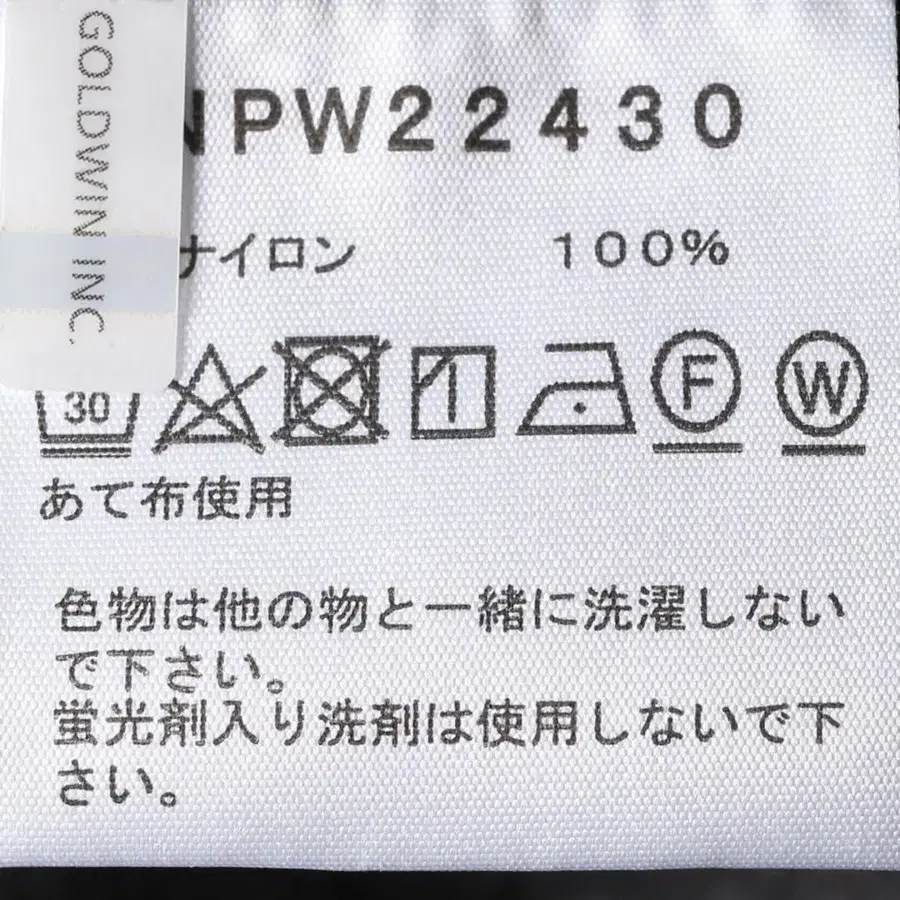 GOLDWIN INC.
NPW22430
ナイロン 100%
30
F W
あて布使用
色物は他の物と一緒に洗濯しない
で下さい。
蛍光剤入り洗剤は使用しないで下
さい。